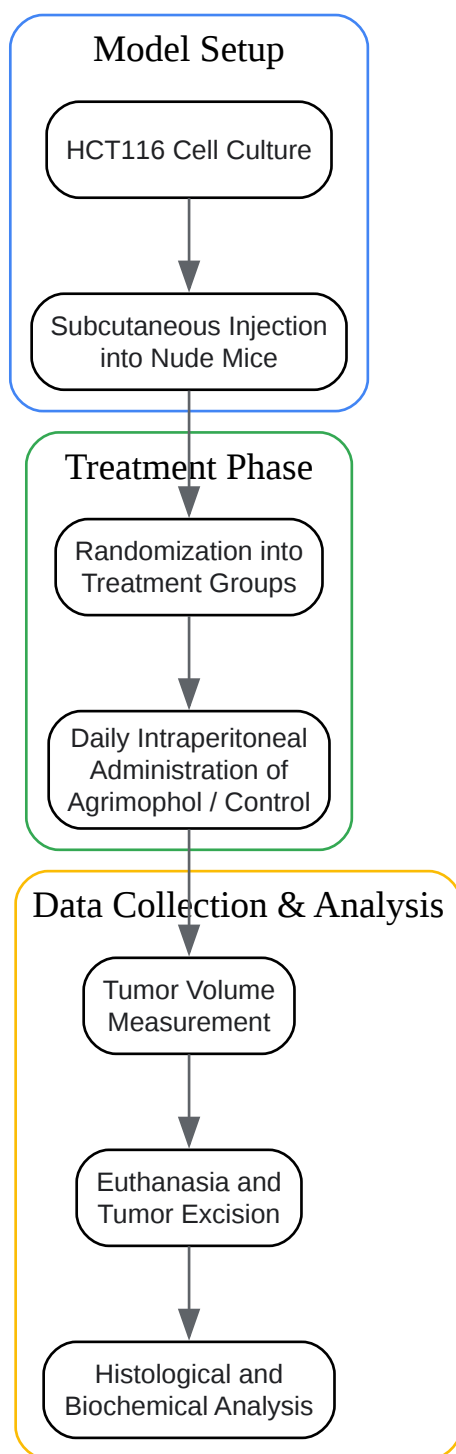 Model Setup
HCT116 Cell Culture
Subcutaneous Injection
into Nude Mice
Treatment Phase
Randomization into
Treatment Groups
Daily Intraperitoneal
Administration of
Agrimophol / Control
Data Collection & Analysis
Tumor Volume
Measurement
Euthanasia and
Tumor Excision
Histological and
Biochemical Analysis